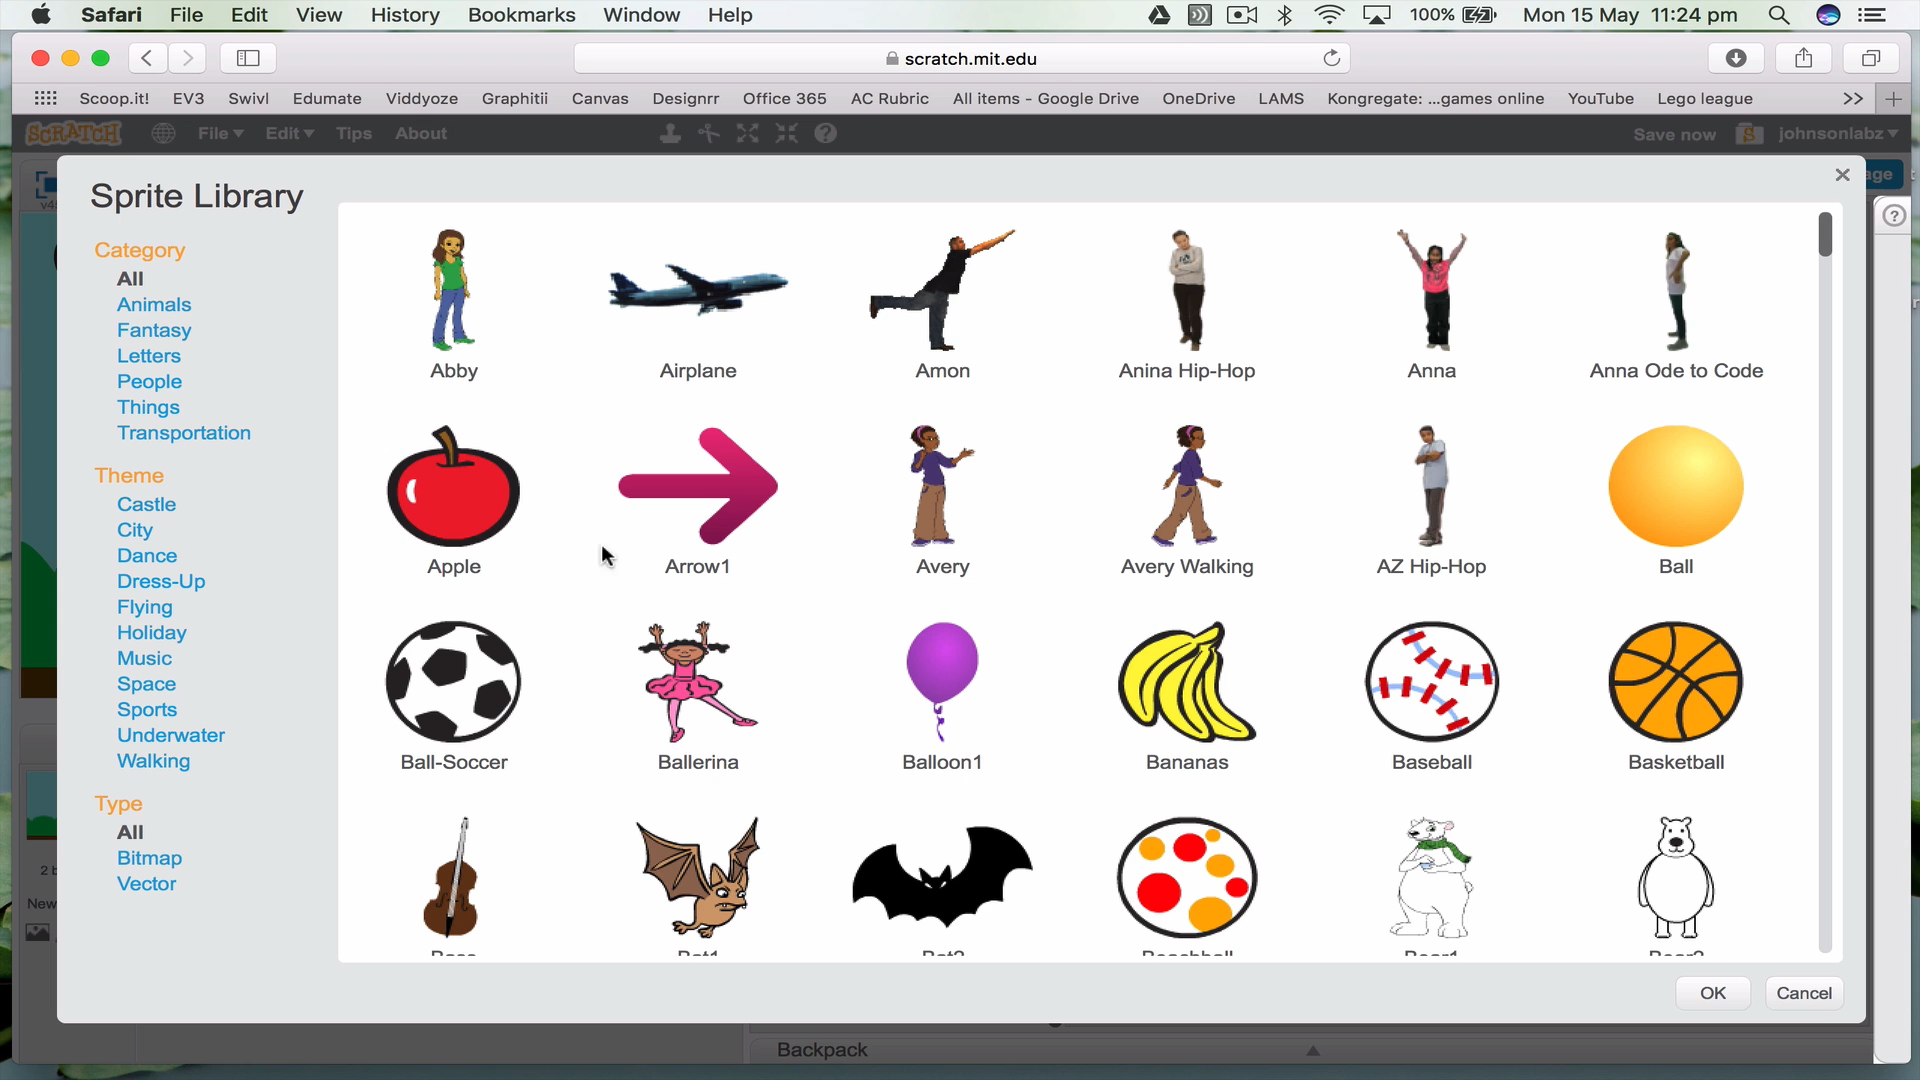 Safari File Edit View History Bookmarks Window Help 100% Mon 15 May 11:24 pm
scratch.mit.edu
Scoop.it! EV3 Swivl Edumate Viddyoze Graphitii Canvas Designrr Office 365 AC Rubric All items - Google Drive OneDrive LAMS Kongregate: ...games online YouTube Lego league
SCRATCH File Edit Tips About Save now johnsonlabz
Sprite Library
Category
All
Animals
Fantasy
Letters
People
Things
Transportation
Theme
Castle
City
Dance
Dress-Up
Flying
Holiday
Music
Space
Sports
Underwater
Walking
Type
All
Bitmap
Vector
Abby Airplane Amon Anina Hip-Hop Anna Anna Ode to Code
Apple Arrow1 Avery Avery Walking AZ Hip-Hop Ball
Ball-Soccer Ballerina Balloon1 Bananas Baseball Basketball
OK Cancel
New
Backpack